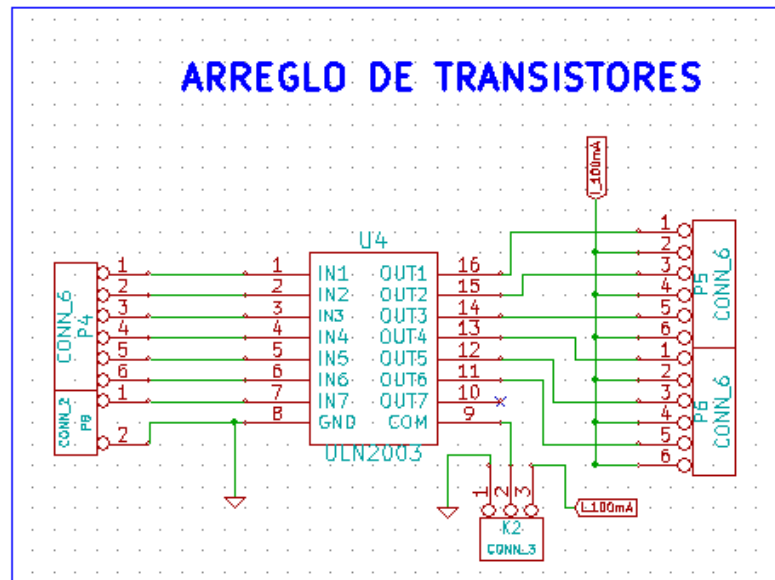 ARREGLO DE TRANSISTORES
I_100mA
U4
1 IN1 OUT1 16
2 IN2 OUT2 15
3 IN3 OUT3 14
4 IN4 OUT4 13
5 IN5 OUT5 12
6 IN6 OUT6 11
7 IN7 OUT7 10
8 GND COM 9
ULN2003
CONN_6
P4
1
2
3
4
5
6
CONN_2
P8
1
2
P5
CONN_6
1
2
3
4
5
6
P6
CONN_6
1
2
3
4
5
6
1 2 3
K2
CONN_3
I_100mA